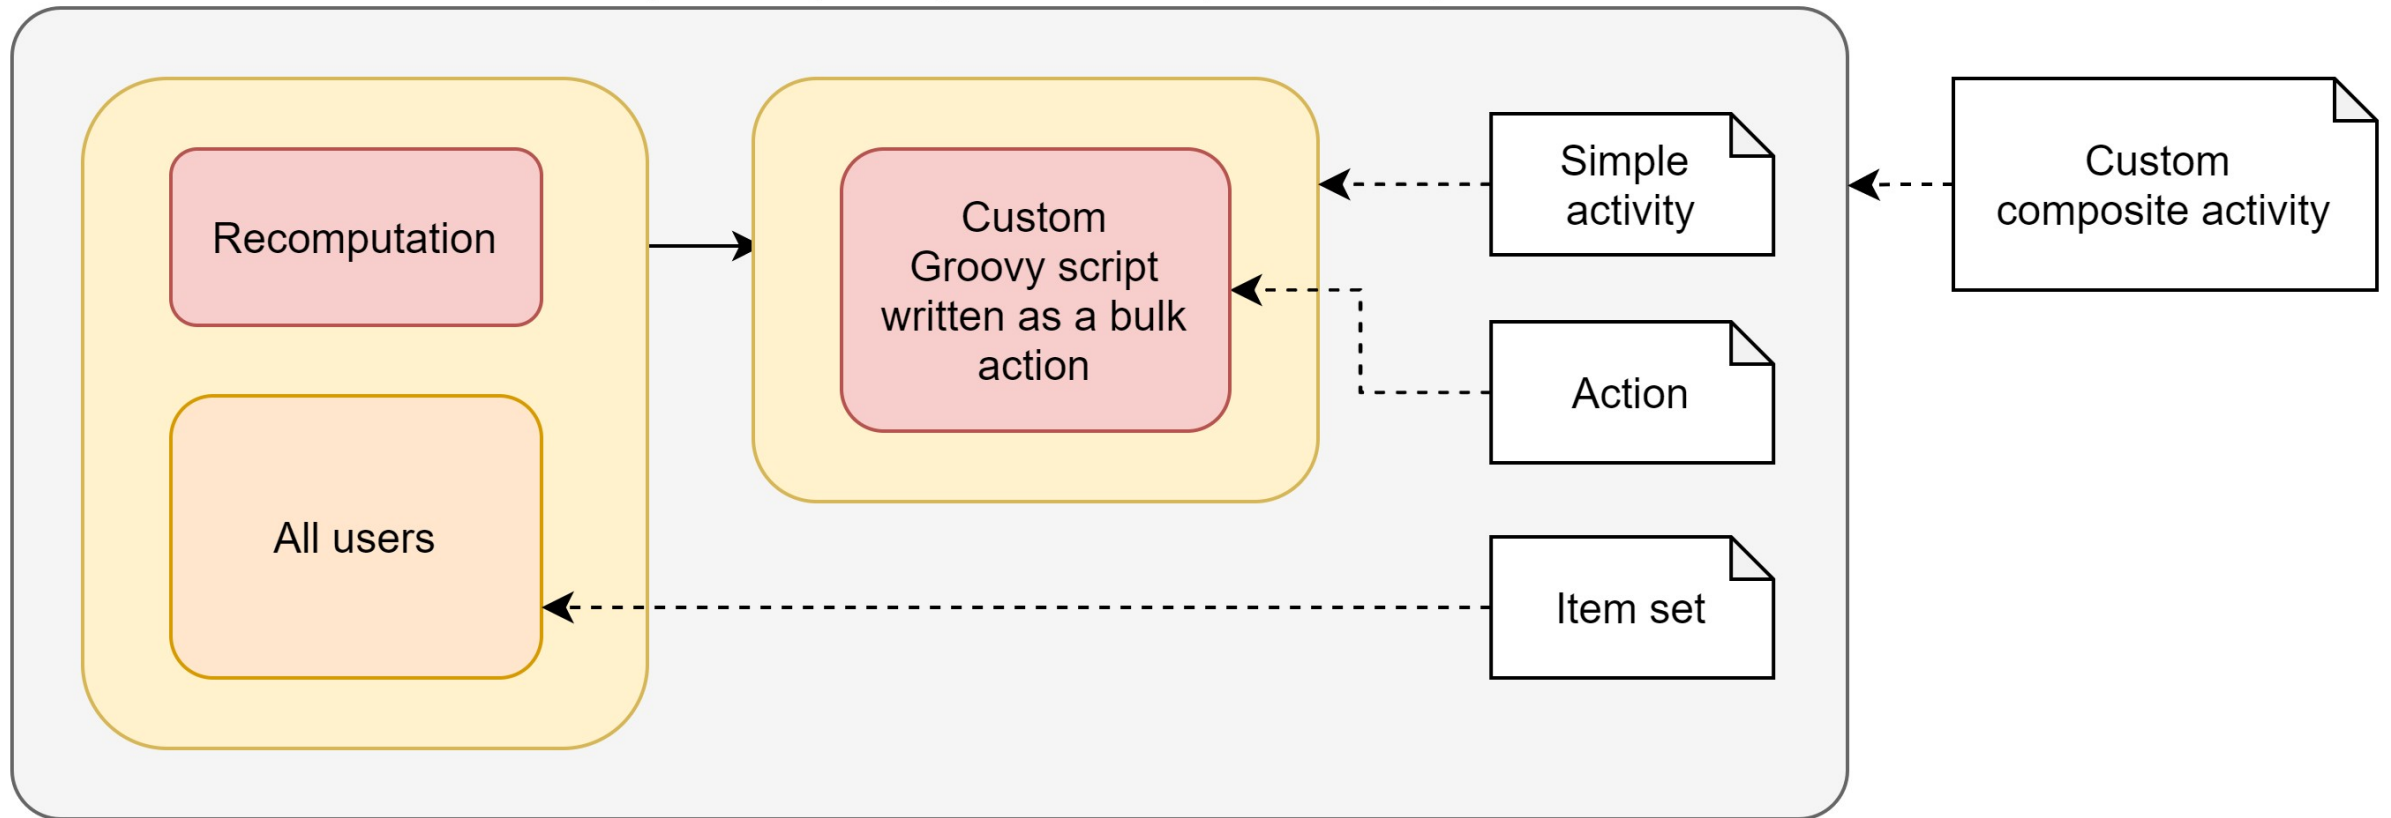 Recomputation
All users
Custom
Groovy script
written as a bulk
action
Simple
activity
Action
Item set
Custom
composite activity